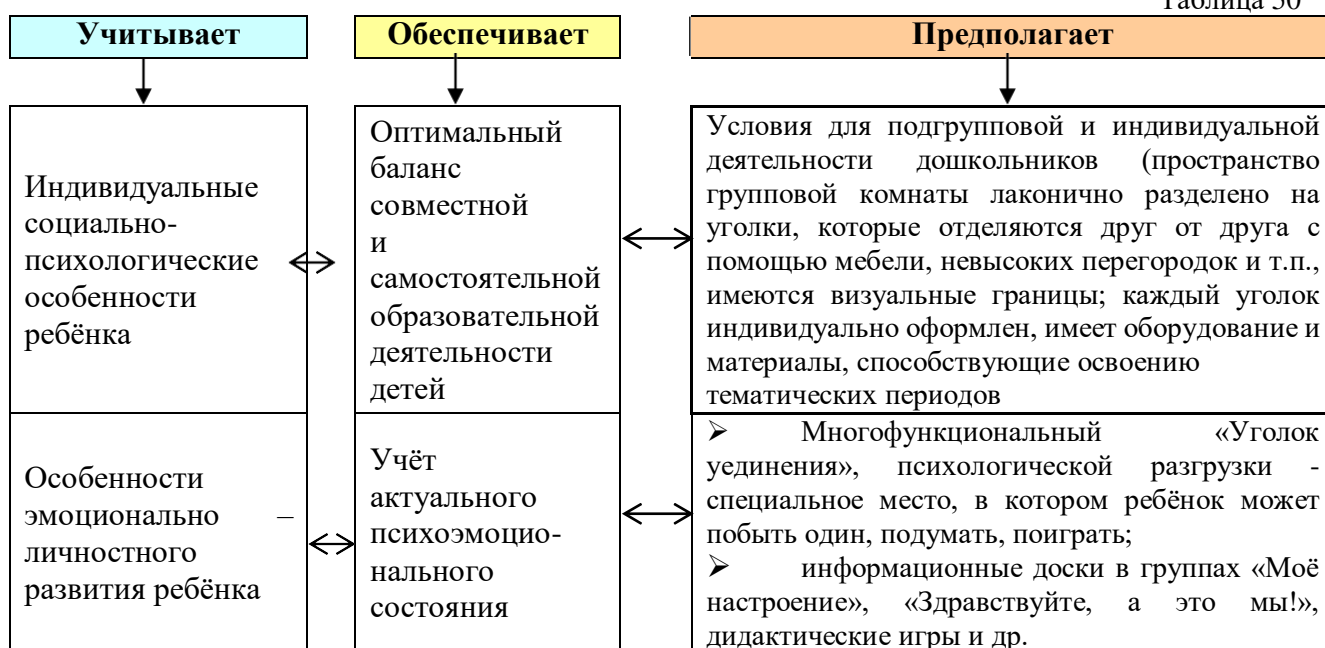 Таблица 50
Учитывает
Обеспечивает
Предполагает
Индивидуальные
социально-
психологические
особенности
ребёнка
Оптимальный
баланс
совместной
и
самостоятельной
образовательной
деятельности
детей
Условия для подгрупповой и индивидуальной
деятельности дошкольников (пространство
групповой комнаты лаконично разделено на
уголки, которые отделяются друг от друга с
помощью мебели, невысоких перегородок и т.п.,
имеются визуальные границы; каждый уголок
индивидуально оформлен, имеет оборудование и
материалы, способствующие освоению
тематических периодов
Особенности
эмоционально –
личностного
развития ребёнка
Учёт
актуального
психоэмоцио-
нального
состояния
➢ Многофункциональный «Уголок
уединения», психологической разгрузки -
специальное место, в котором ребёнок может
побыть один, подумать, поиграть;
➢ информационные доски в группах «Моё
настроение», «Здравствуйте, а это мы!»,
дидактические игры и др.